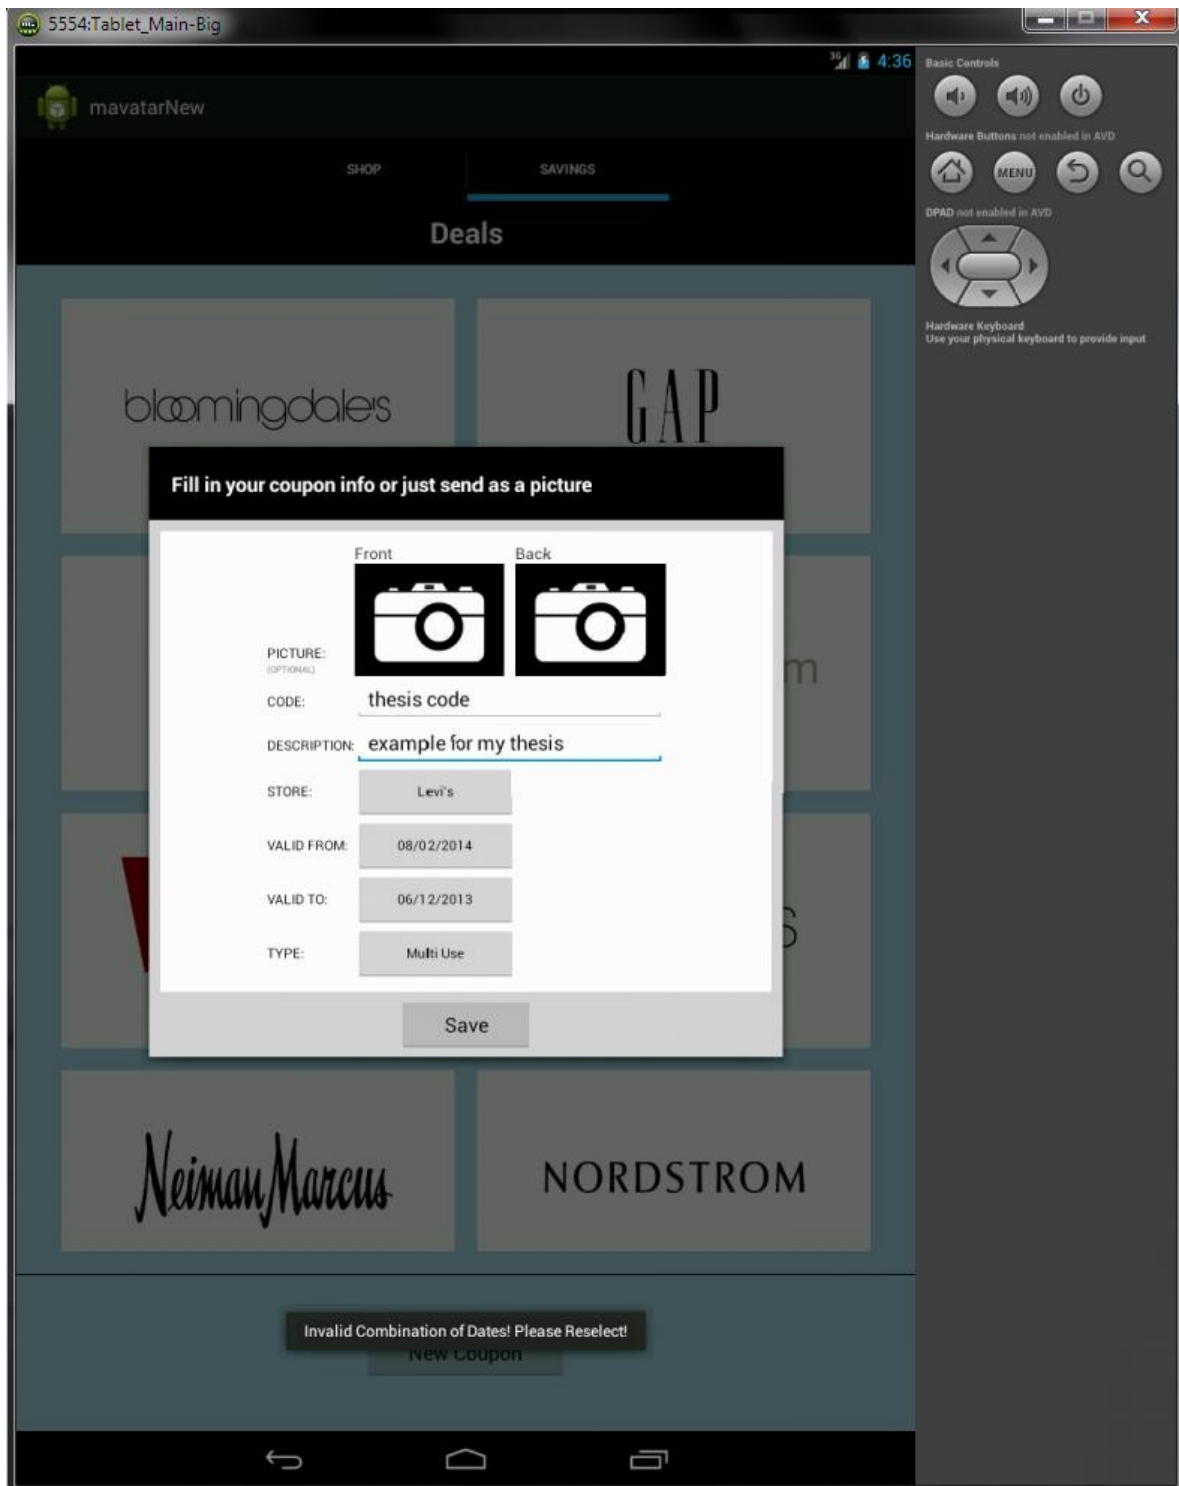 5554:Tablet_Main-Big
3G 4:36
mavatarNew
SHOP SAVINGS
Deals
bloomingdale's GAP
Fill in your coupon info or just send as a picture
Front Back
PICTURE:
(OPTIONAL)
m
CODE: thesis code
DESCRIPTION: example for my thesis
STORE: Levi's
VALID FROM: 08/02/2014
VALID TO: 06/12/2013
S
TYPE: Multi Use
Save
Neiman Marcus NORDSTROM
Invalid Combination of Dates! Please Reselect!
New Coupon
Basic Controls
Hardware Buttons not enabled in AVD
MENU
DPAD not enabled in AVD
Hardware Keyboard
Use your physical keyboard to provide input